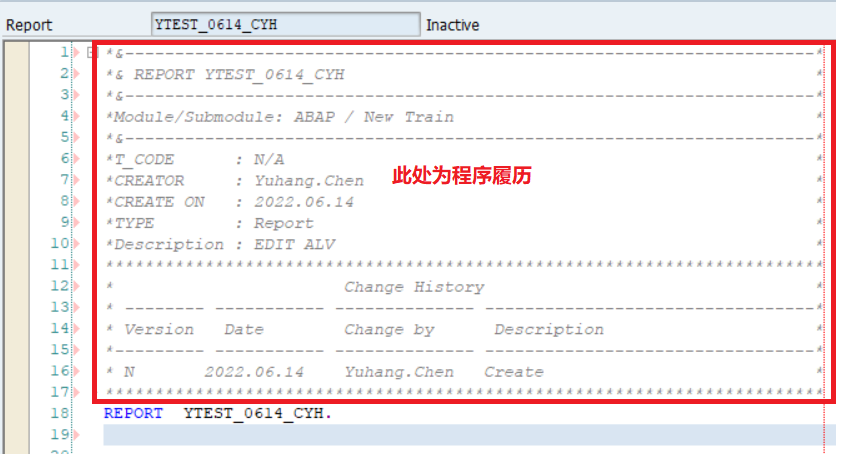 Report YTEST_0614_CYH Inactive
1 *&---------------------------------------------------------------------*
2 *& REPORT YTEST_0614_CYH *
3 *&---------------------------------------------------------------------*
4 *Module/Submodule: ABAP / New Train *
5 *&---------------------------------------------------------------------*
6 *T_CODE : N/A *
7 *CREATOR : Yuhang.Chen *
此处为程序履历
8 *CREATE ON : 2022.06.14 *
9 *TYPE : Report *
10 *Description : EDIT ALV *
11 ************************************************************************
12 * Change History *
13 * -------- ----------- ------------- ----------------------------------*
14 * Version Date Change by Description *
15 *--------- ----------- ------------- ----------------------------------*
16 * N 2022.06.14 Yuhang.Chen Create *
17 ************************************************************************
18 REPORT YTEST_0614_CYH.
19